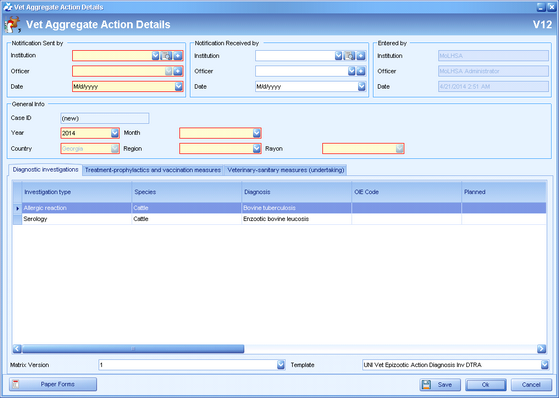 Vet Aggregate Action Details
Vet Aggregate Action Details V12
Notification Sent by Notification Received by Entered by
Institution Institution Institution MoLHSA
Officer Officer Officer MoLHSA Administrator
Date M/d/yyyy Date M/d/yyyy Date 4/21/2014 2:51 AM
General Info
Case ID (new)
Year 2014 Month
Country Georgia Region Rayon
Diagnostic investigations Treatment-prophylactics and vaccination measures Veterinary-sanitary measures (undertaking)
Investigation type Species Diagnosis OIE Code Planned
Allergic reaction Cattle Bovine tuberculosis
Serology Cattle Enzootic bovine leucosis
Matrix Version 1 Template UNI Vet Epizootic Action Diagnosis Inv DTRA
Paper Forms Save Ok Cancel